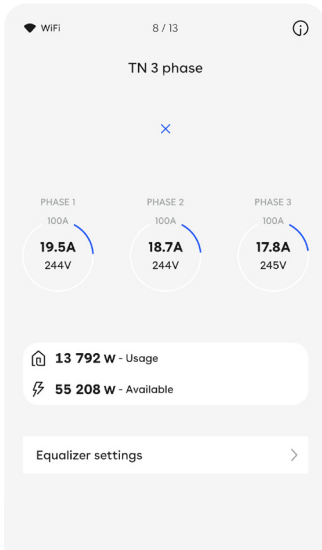 WiFi 8 / 13
TN 3 phase
PHASE 1 PHASE 2 PHASE 3
100A 100A 100A
19.5A 18.7A 17.8A
244V 244V 245V
13 792 W - Usage
55 208 W - Available
Equalizer settings